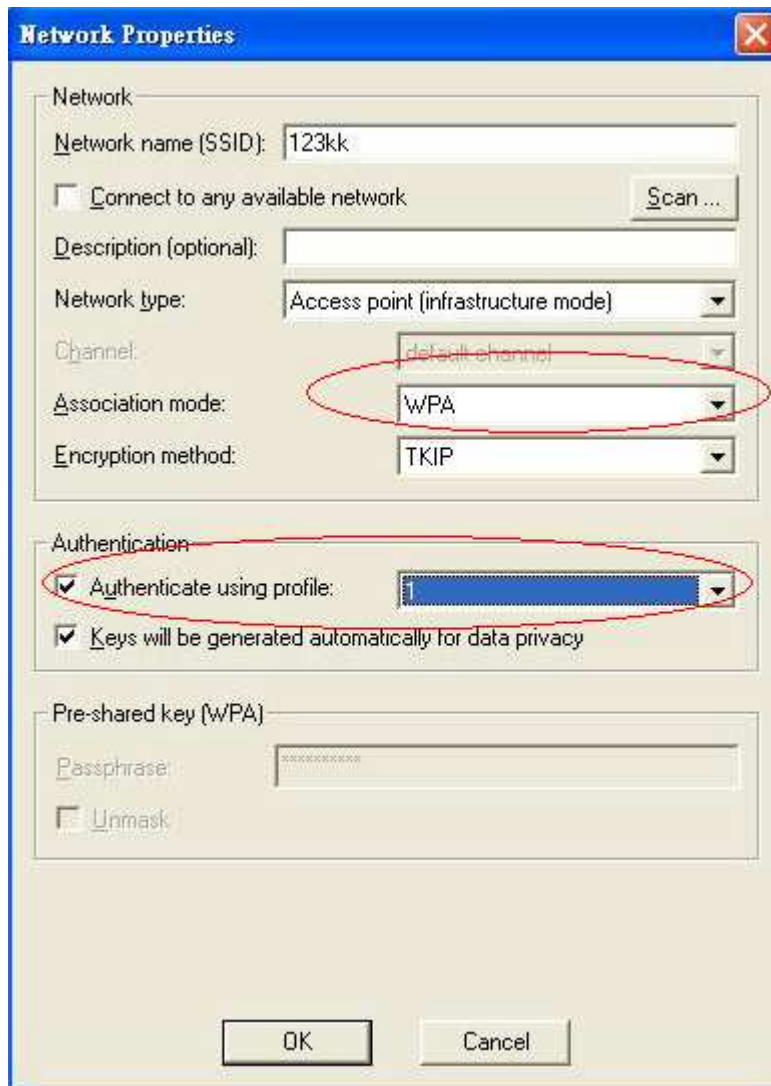 Network Properties
Network
Network name (SSID): 123kk
Connect to any available network Scan ...
Description (optional):
Network type: Access point (infrastructure mode)
Channel: default channel
Association mode: WPA
Encryption method: TKIP
Authentication
Authenticate using profile: 1
Keys will be generated automatically for data privacy
Pre-shared key (WPA)
Passphrase: **********
Unmask
OK Cancel